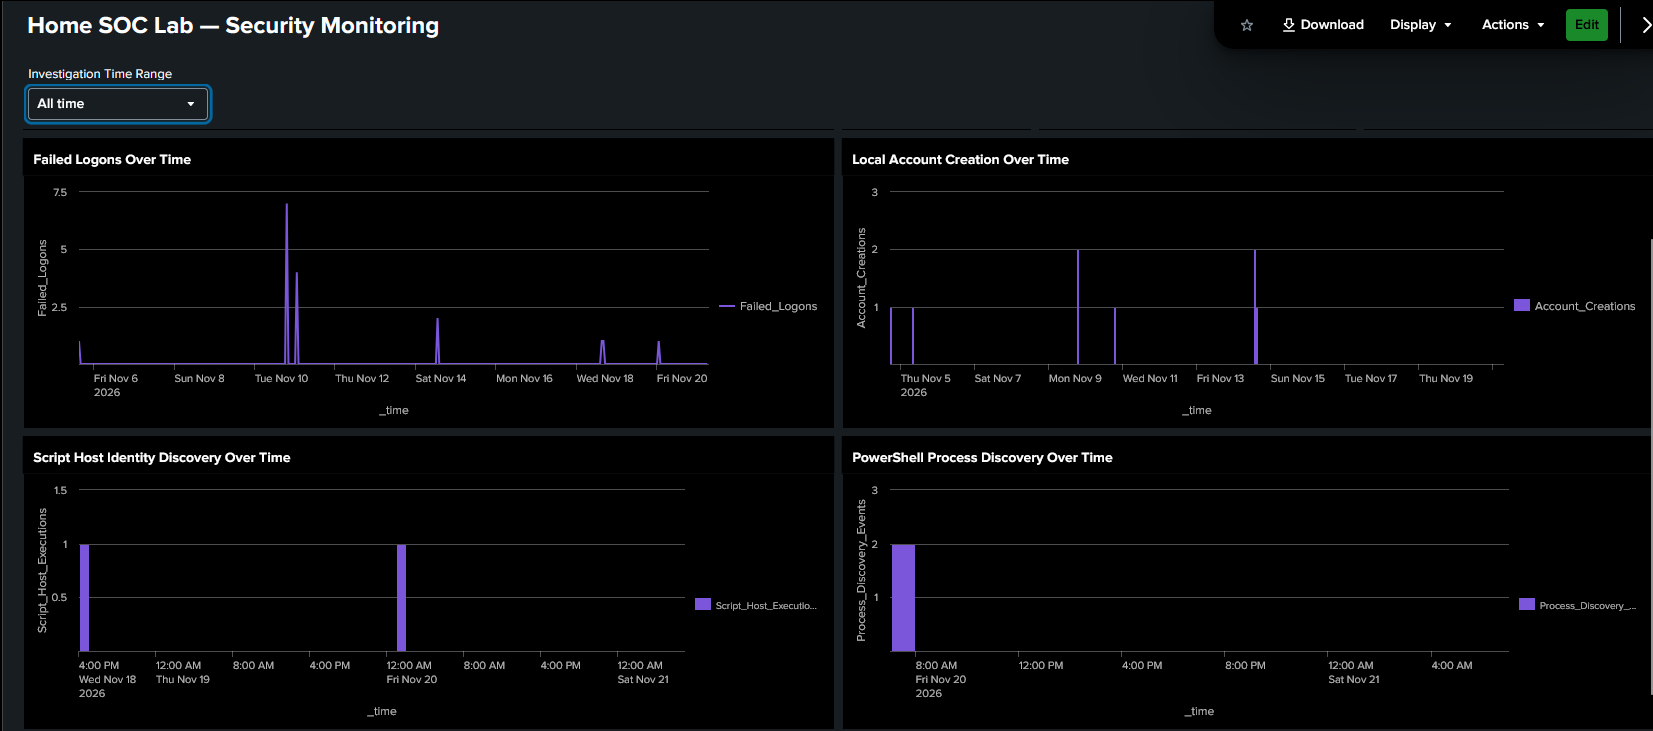 Home SOC Lab — Security Monitoring
Download
Display
Actions
Edit
Investigation Time Range
All time
Failed Logons Over Time
Failed_Logons
7.5
5
2.5
Failed_Logons
Fri Nov 6
2026
Sun Nov 8
Tue Nov 10
Thu Nov 12
Sat Nov 14
Mon Nov 16
Wed Nov 18
Fri Nov 20
_time
Local Account Creation Over Time
Account_Creations
3
2
1
Account_Creations
Thu Nov 5
2026
Sat Nov 7
Mon Nov 9
Wed Nov 11
Fri Nov 13
Sun Nov 15
Tue Nov 17
Thu Nov 19
_time
Script Host Identity Discovery Over Time
Script_Host_Executions
1.5
1
0.5
Script_Host_Executio...
4:00 PM
Wed Nov 18
2026
12:00 AM
Thu Nov 19
8:00 AM
4:00 PM
12:00 AM
Fri Nov 20
8:00 AM
4:00 PM
12:00 AM
Sat Nov 21
_time
PowerShell Process Discovery Over Time
Process_Discovery_Events
3
2
1
Process_Discovery_...
8:00 AM
Fri Nov 20
2026
12:00 PM
4:00 PM
8:00 PM
12:00 AM
Sat Nov 21
4:00 AM
_time